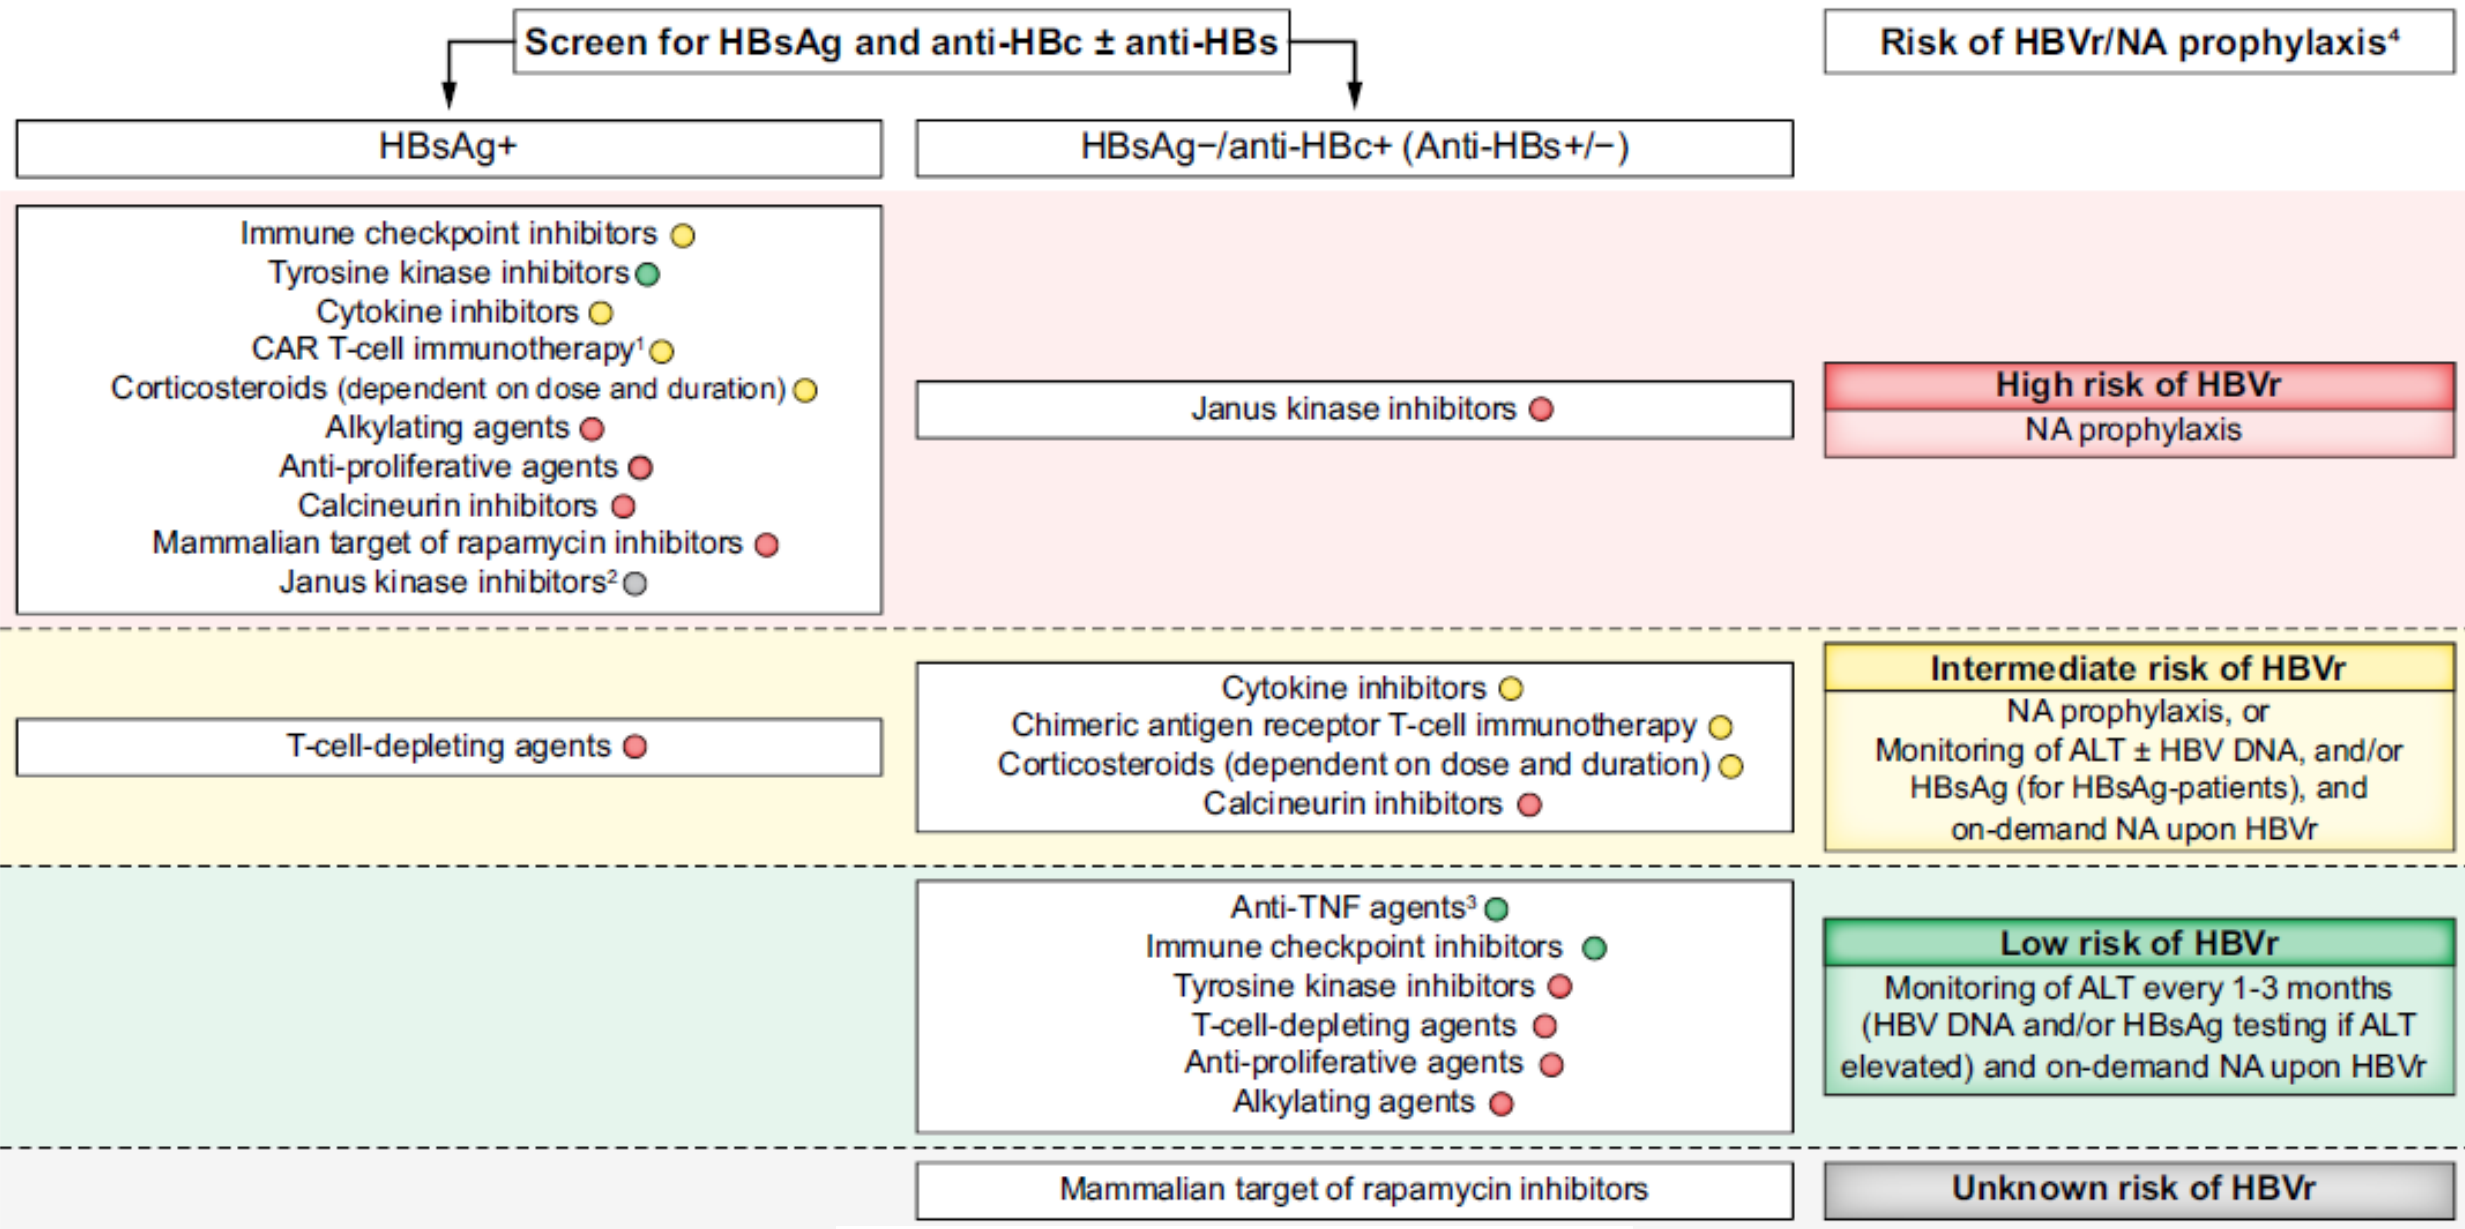 Screen for HBsAg and anti-HBc ± anti-HBs
Risk of HBVr/NA prophylaxis⁴
HBsAg+
HBsAg−/anti-HBc+ (Anti-HBs+/−)
Immune checkpoint inhibitors
Tyrosine kinase inhibitors
Cytokine inhibitors
CAR T-cell immunotherapy¹
Corticosteroids (dependent on dose and duration)
Alkylating agents
Anti-proliferative agents
Calcineurin inhibitors
Mammalian target of rapamycin inhibitors
Janus kinase inhibitors²
Janus kinase inhibitors
High risk of HBVr
NA prophylaxis
T-cell-depleting agents
Cytokine inhibitors
Chimeric antigen receptor T-cell immunotherapy
Corticosteroids (dependent on dose and duration)
Calcineurin inhibitors
Intermediate risk of HBVr
NA prophylaxis, or
Monitoring of ALT ± HBV DNA, and/or
HBsAg (for HBsAg-patients), and
on-demand NA upon HBVr
Anti-TNF agents³
Immune checkpoint inhibitors
Tyrosine kinase inhibitors
T-cell-depleting agents
Anti-proliferative agents
Alkylating agents
Low risk of HBVr
Monitoring of ALT every 1-3 months
(HBV DNA and/or HBsAg testing if ALT
elevated) and on-demand NA upon HBVr
Mammalian target of rapamycin inhibitors
Unknown risk of HBVr